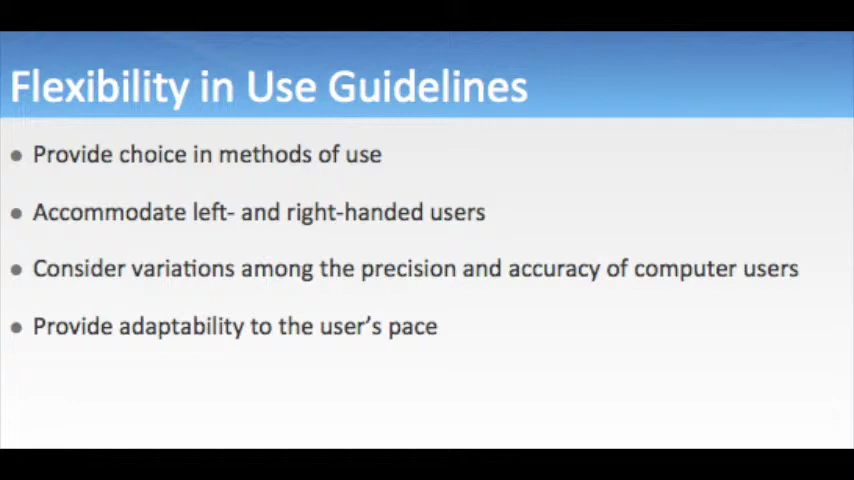 Flexibility in Use Guidelines
Provide choice in methods of use
Accommodate left- and right-handed users
Consider variations among the precision and accuracy of computer users
Provide adaptability to the user's pace